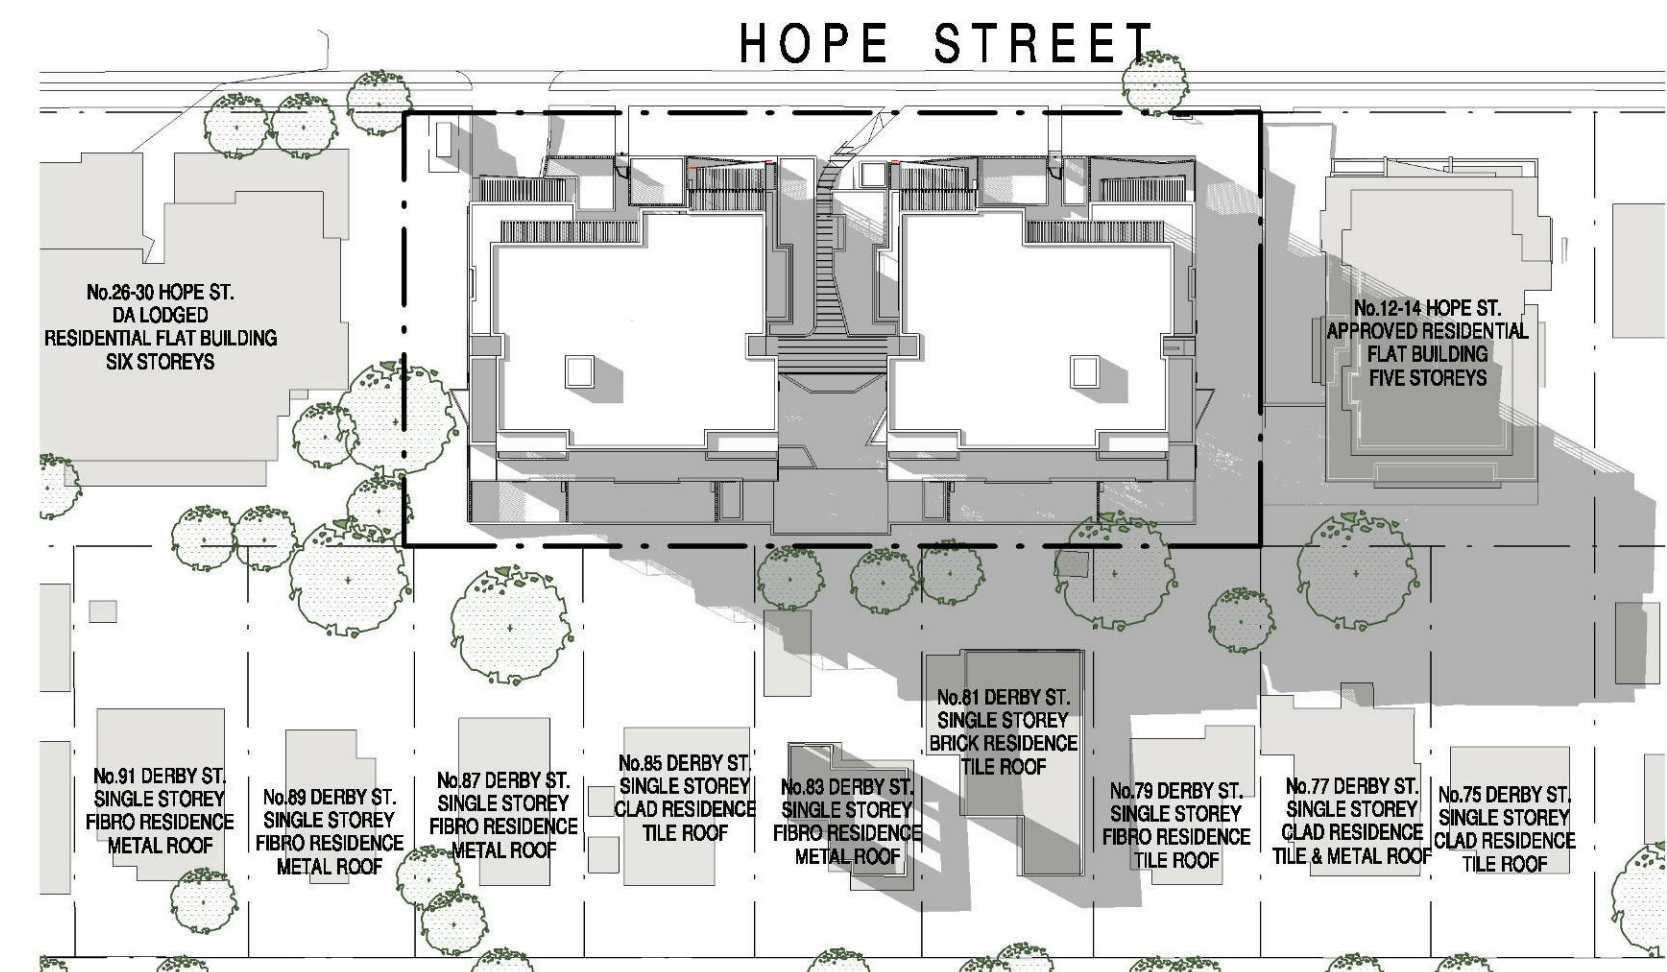 HOPE STREET
No.26-30 HOPE ST.
DA LODGED
RESIDENTIAL FLAT BUILDING
SIX STOREYS
No.12-14 HOPE ST.
APPROVED RESIDENTIAL
FLAT BUILDING
FIVE STOREYS
No.91 DERBY ST.
SINGLE STOREY
FIBRO RESIDENCE
METAL ROOF
No.89 DERBY ST.
SINGLE STOREY
FIBRO RESIDENCE
METAL ROOF
No.87 DERBY ST.
SINGLE STOREY
FIBRO RESIDENCE
METAL ROOF
No.85 DERBY ST.
SINGLE STOREY
CLAD RESIDENCE
TILE ROOF
No.83 DERBY ST.
SINGLE STOREY
FIBRO RESIDENCE
METAL ROOF
No.81 DERBY ST.
SINGLE STOREY
BRICK RESIDENCE
TILE ROOF
No.79 DERBY ST.
SINGLE STOREY
FIBRO RESIDENCE
TILE ROOF
No.77 DERBY ST.
SINGLE STOREY
CLAD RESIDENCE
TILE & METAL ROOF
No.75 DERBY ST.
SINGLE STOREY
CLAD RESIDENCE
TILE ROOF